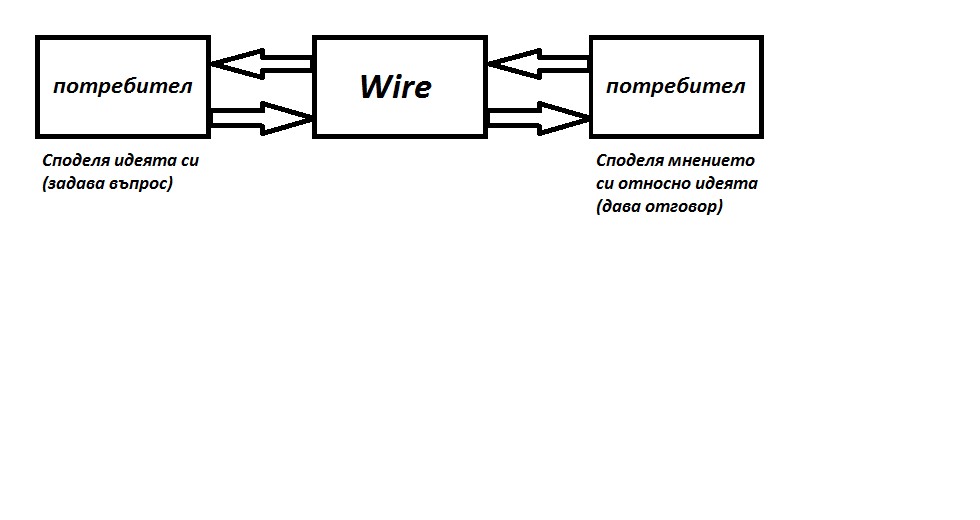 потребител
Wire
потребител
Споделя идеята си
(задава въпрос)
Споделя мнението
си относно идеята
(дава отговор)